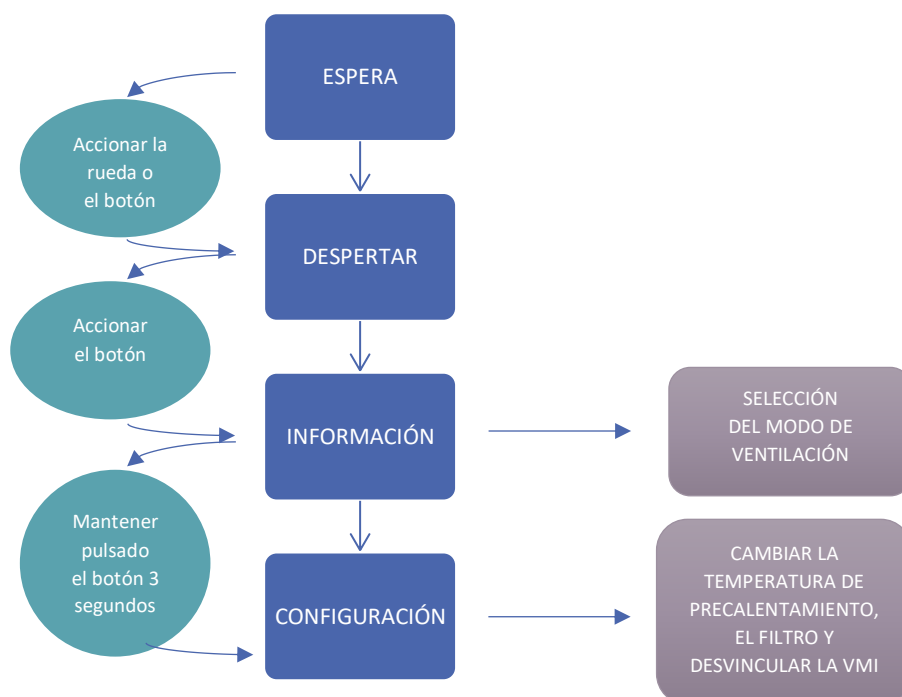 ESPERA
Accionar la
rueda o
el botón
DESPERTAR
Accionar
el botón
INFORMACIÓN
SELECCIÓN
DEL MODO DE
VENTILACIÓN
Mantener
pulsado
el botón 3
segundos
CONFIGURACIÓN
CAMBIAR LA
TEMPERATURA DE
PRECALENTAMIENTO,
EL FILTRO Y
DESVINCULAR LA VMI